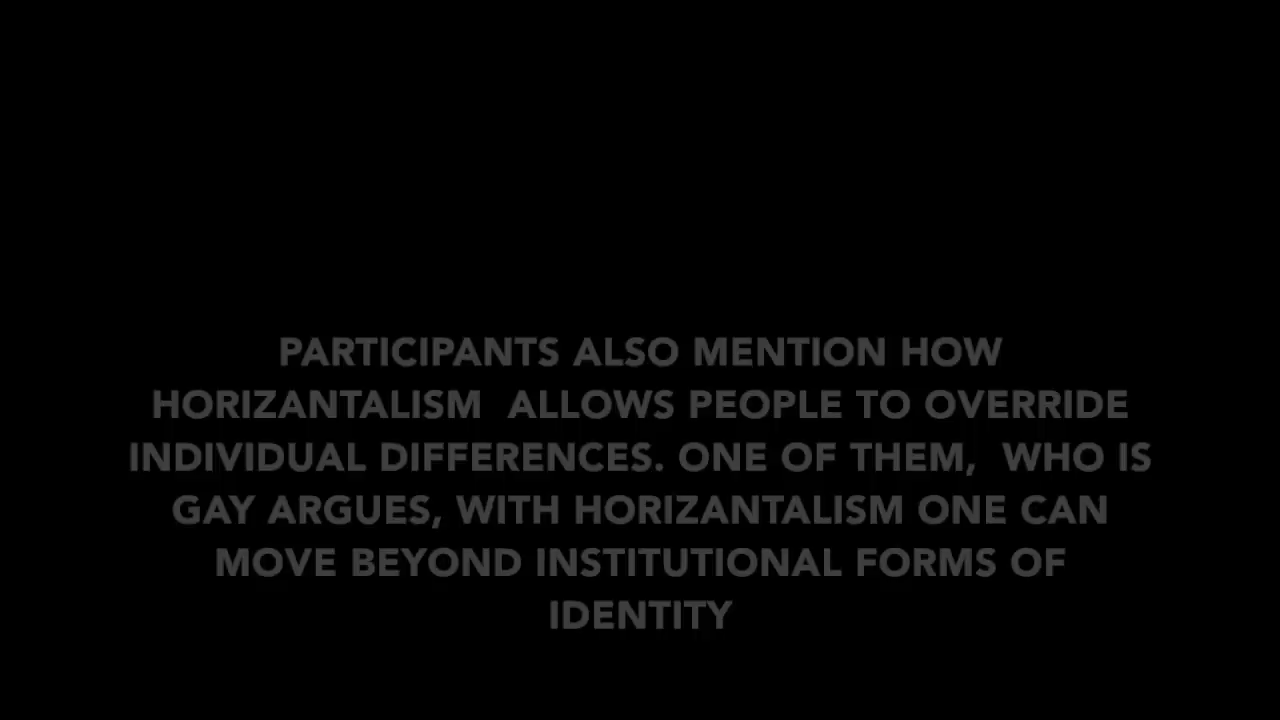 PARTICIPANTS ALSO MENTION HOW
HORIZANTALISM  ALLOWS PEOPLE TO OVERRIDE
INDIVIDUAL DIFFERENCES. ONE OF THEM,  WHO IS
GAY ARGUES, WITH HORIZANTALISM ONE CAN
MOVE BEYOND INSTITUTIONAL FORMS OF
IDENTITY